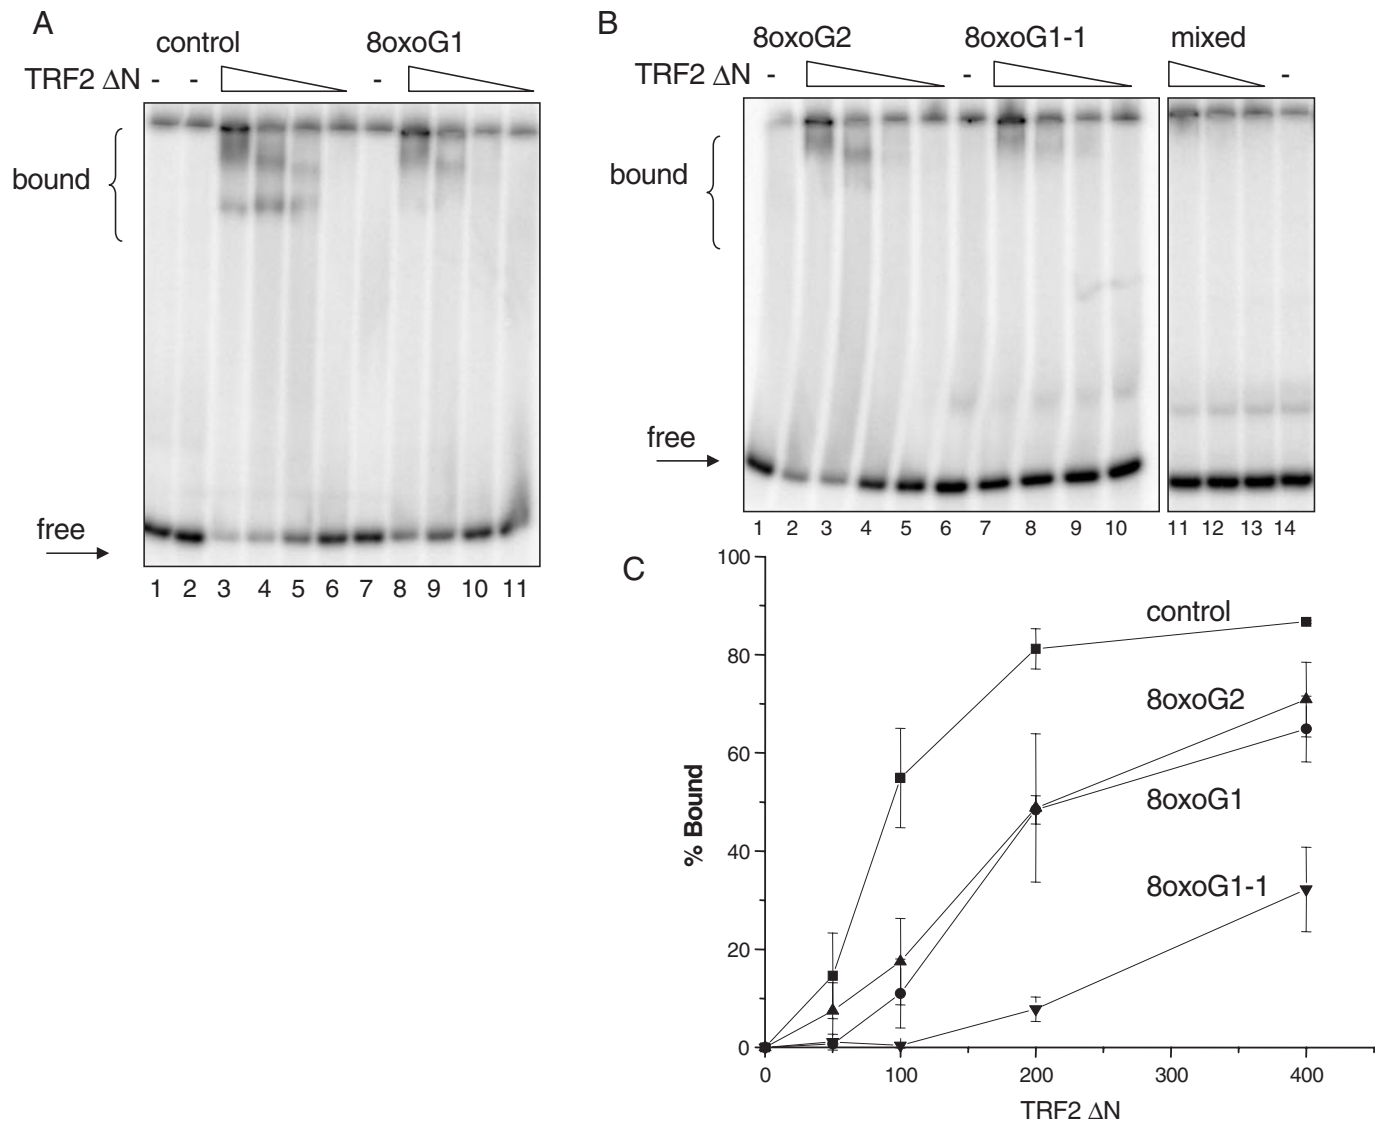 A
control 8oxoG1
TRF2 ΔN - - -
bound
free
1 2 3 4 5 6 7 8 9 10 11
B
8oxoG2 8oxoG1-1 mixed
TRF2 ΔN - - -
bound
free
1 2 3 4 5 6 7 8 9 10 11 12 13 14
C
100
80
60
40
20
0
% Bound
control
8oxoG2
8oxoG1
8oxoG1-1
0 100 200 300 400
TRF2 ΔN